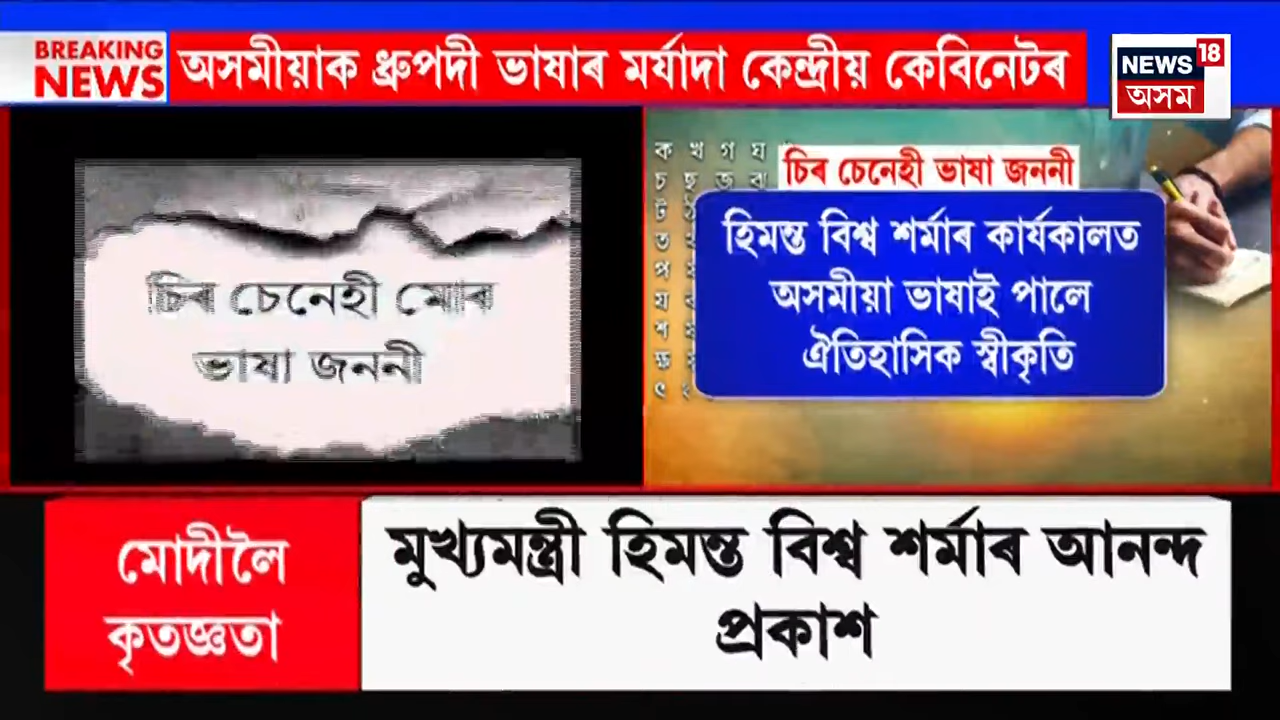 BREAKING
NEWS
অসমীয়াক ধ্ৰুপদী ভাষাৰ মৰ্যাদা কেন্দ্ৰীয় কেবিনেটৰ
NEWS 18
অসম
চিৰ চেনেহী মোৰ
ভাষা জননী
ক খ গ ঘ
চ ছ জ ঝ
ট
ত
প
য
শ
ক্ষ
ৎ
চিৰ চেনেহী ভাষা জননী
হিমন্ত বিশ্ব শৰ্মাৰ কাৰ্যকালত
অসমীয়া ভাষাই পালে
ঐতিহাসিক স্বীকৃতি
মোদীলৈ
কৃতজ্ঞতা
মুখ্যমন্ত্ৰী হিমন্ত বিশ্ব শৰ্মাৰ আনন্দ
প্ৰকাশ